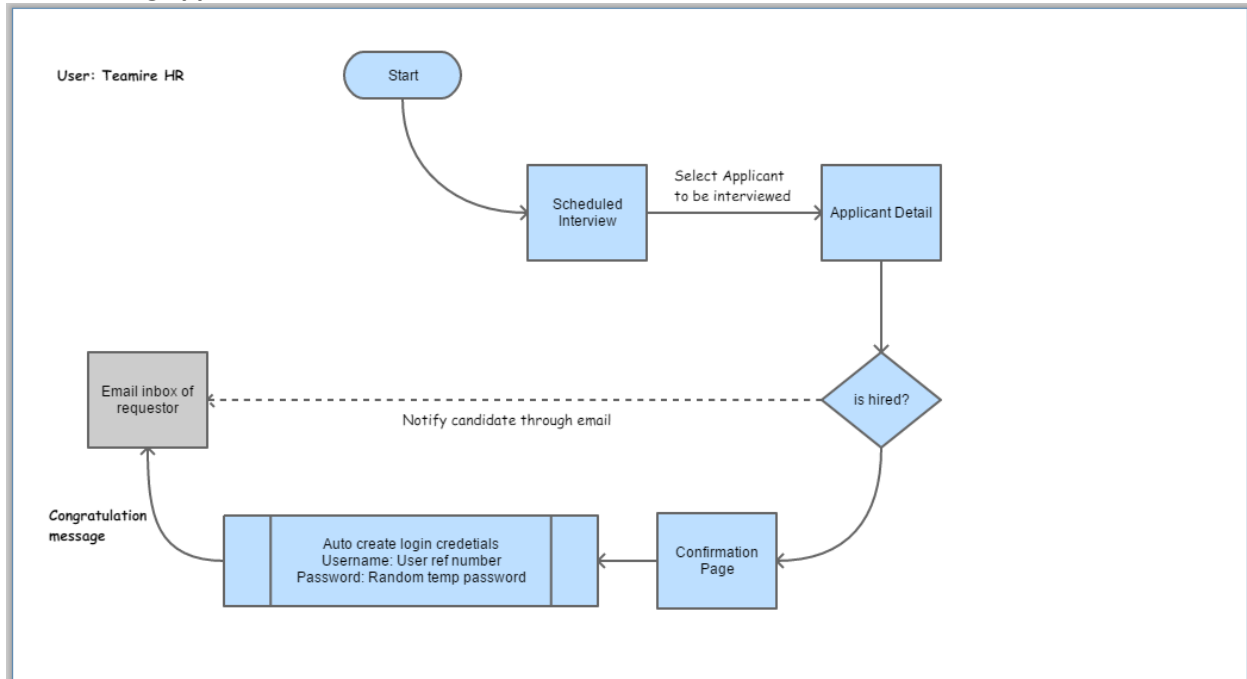 User: Teamire HR
Start
Select Applicant
to be interviewed
Scheduled
Interview
Applicant Detail
Email inbox of
requestor
is hired?
Notify candidate through email
Congratulation
message
Auto create login credetials
Username: User ref number
Password: Random temp password
Confirmation
Page